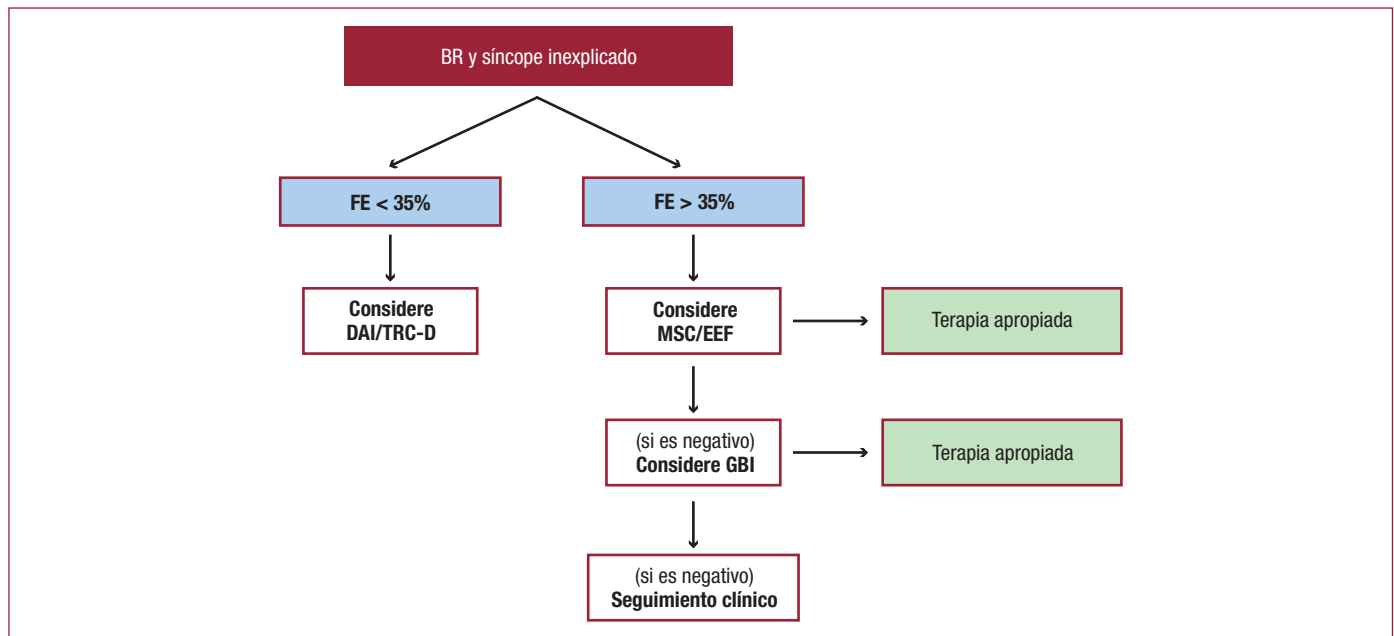 BR y síncope inexplicado
FE < 35%
FE > 35%
Considere
DAI/TRC-D
Considere
MSC/EEF
Terapia apropiada
(si es negativo)
Considere GBI
Terapia apropiada
(si es negativo)
Seguimiento clínico